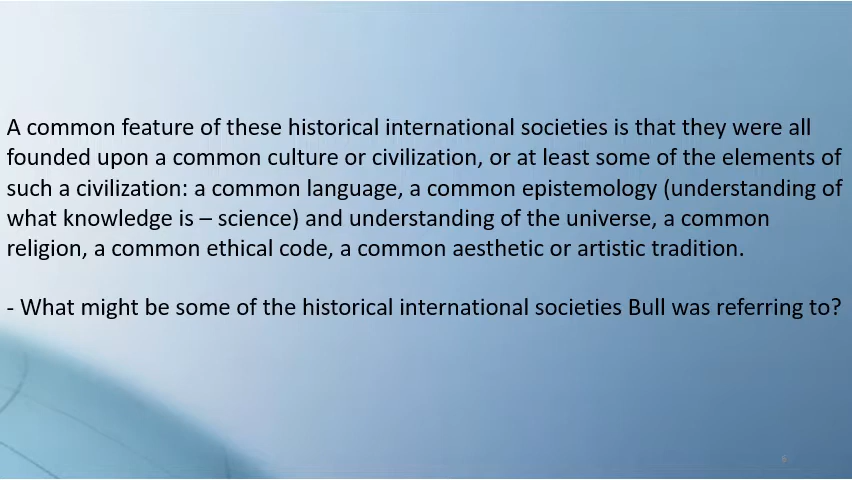 A common feature of these historical international societies is that they were all
founded upon a common culture or civilization, or at least some of the elements of
such a civilization: a common language, a common epistemology (understanding of
what knowledge is – science) and understanding of the universe, a common
religion, a common ethical code, a common aesthetic or artistic tradition.
- What might be some of the historical international societies Bull was referring to?
6